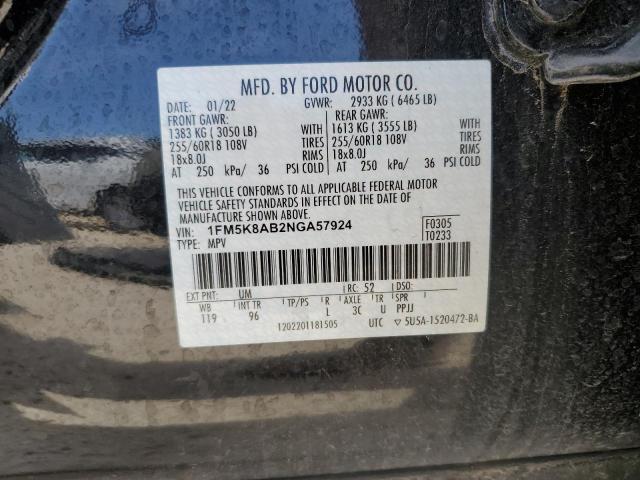 MFD. BY FORD MOTOR CO.
DATE: 01/22 GVWR: 2933 KG ( 6465 LB)
FRONT GAWR: REAR GAWR:
1383 KG ( 3050 LB) WITH 1613 KG ( 3555 LB) WITH
255/60R18 108V TIRES 255/60R18 108V TIRES
18x8.0J RIMS 18x8.0J RIMS
AT 250 kPa/ 36 PSI COLD AT 250 kPa/ 36 PSI COLD
THIS VEHICLE CONFORMS TO ALL APPLICABLE FEDERAL MOTOR
VEHICLE SAFETY STANDARDS IN EFFECT ON THE DATE OF
MANUFACTURE SHOWN ABOVE.
VIN: 1FM5K8AB2NGA57924 F0305
TYPE: MPV T0233
EXT PNT: UM RC: 52 DSO:
WB INT TR TP/PS R AXLE TR SPR
119 96 L 3C U PPJJ
1202201181505 UTC ▽ 5U5A-1520472-BA